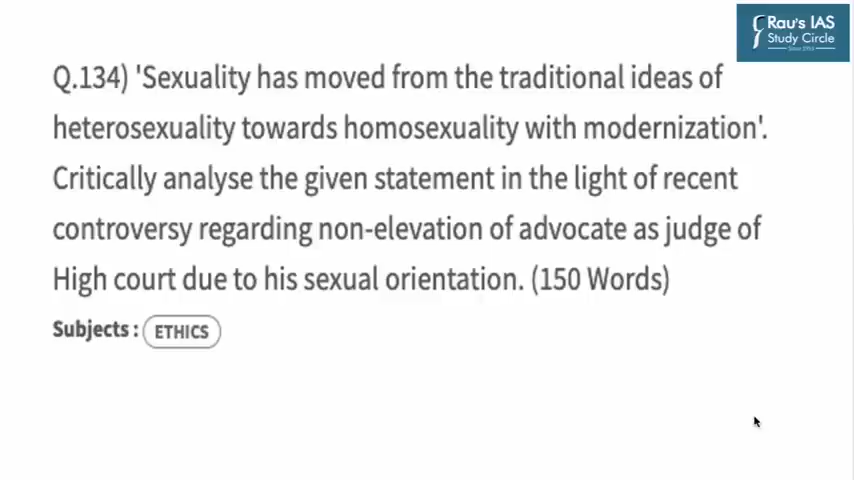 Rau's IAS
Study Circle
Since 1953
Q.134) 'Sexuality has moved from the traditional ideas of
heterosexuality towards homosexuality with modernization'.
Critically analyse the given statement in the light of recent
controversy regarding non-elevation of advocate as judge of
High court due to his sexual orientation. (150 Words)
Subjects : ETHICS